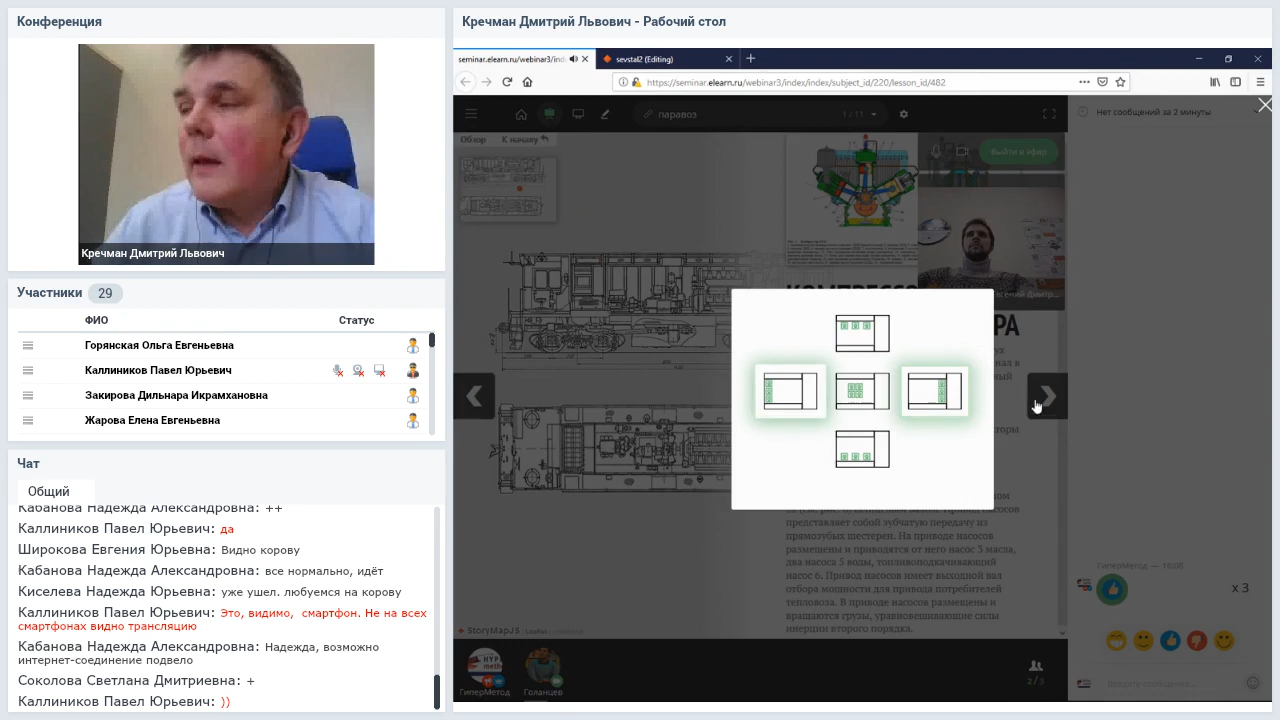 Конференция
Кречман Дмитрий Львович
Участники 29
ФИО Статус
Горянская Ольга Евгеньевна
Каллиников Павел Юрьевич
Закирова Дильнара Икрамхановна
Жарова Елена Евгеньевна
Чат
Общий
Кабанова Надежда Александровна: ++
Каллиников Павел Юрьевич: да
Широкова Евгения Юрьевна: Видно корову
Кабанова Надежда Александровна: все нормально, идёт
Киселева Надежда Юрьевна: уже ушел. любуемся на корову
Каллиников Павел Юрьевич: Это, видимо, смартфон. Не на всех
смартфонах видно трансляцию
Кабанова Надежда Александровна: Надежда, возможно
интернет-соединение подвело
Соколова Светлана Дмитриевна: +
Каллиников Павел Юрьевич: ))
Кречман Дмитрий Львович - Рабочий стол
seminar.elearn.ru/webinar3/ind
sevstal2 (Editing)
https://seminar.elearn.ru/webinar3/index/index/subject_id/220/lesson_id/482
паровоз
1 / 11
Нет сообщений за 2 минуты
Обзор К началу
Выйти в эфир
представляет собой зубчатую передачу из
прямозубых шестерен. На приводе насосов
размещены и приводятся от него насос 5 масла,
два насоса 5 воды, топливоподкачивающий
насос 6. Привод насосов имеет выходной вал
отбора мощности для привода потребителей
тепловоза. В приводе насосов размещены и
вращаются грузы, уравновешивающие силы
инерции второго порядка.
StoryMapJS
ГиперМетод — 16:08
x 3
ГиперМетод
Голанцев
2 / 3
Введите сообщение...